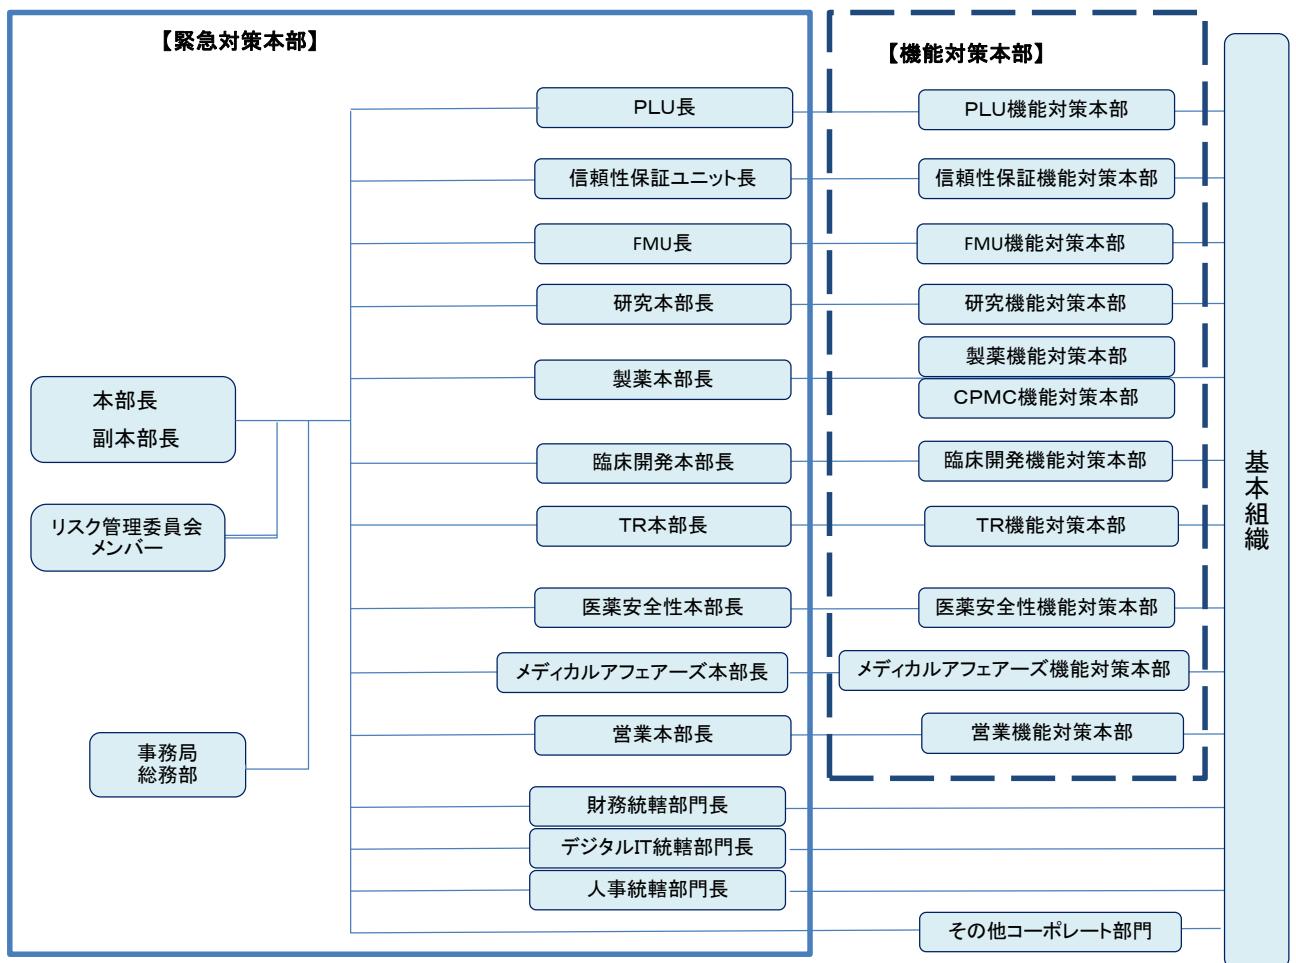 【緊急対策本部】
【機能対策本部】
PLU長
PLU機能対策本部
信頼性保証ユニット長
信頼性保証機能対策本部
FMU長
FMU機能対策本部
研究本部長
研究機能対策本部
製薬本部長
製薬機能対策本部
CPMC機能対策本部
本部長
副本部長
臨床開発本部長
臨床開発機能対策本部
リスク管理委員会
メンバー
TR本部長
TR機能対策本部
医薬安全性本部長
医薬安全性機能対策本部
メディカルアフェアーズ本部長
メディカルアフェアーズ機能対策本部
営業本部長
営業機能対策本部
事務局
総務部
財務統轄部門長
デジタルIT統轄部門長
人事統轄部門長
その他コーポレート部門
基本組織